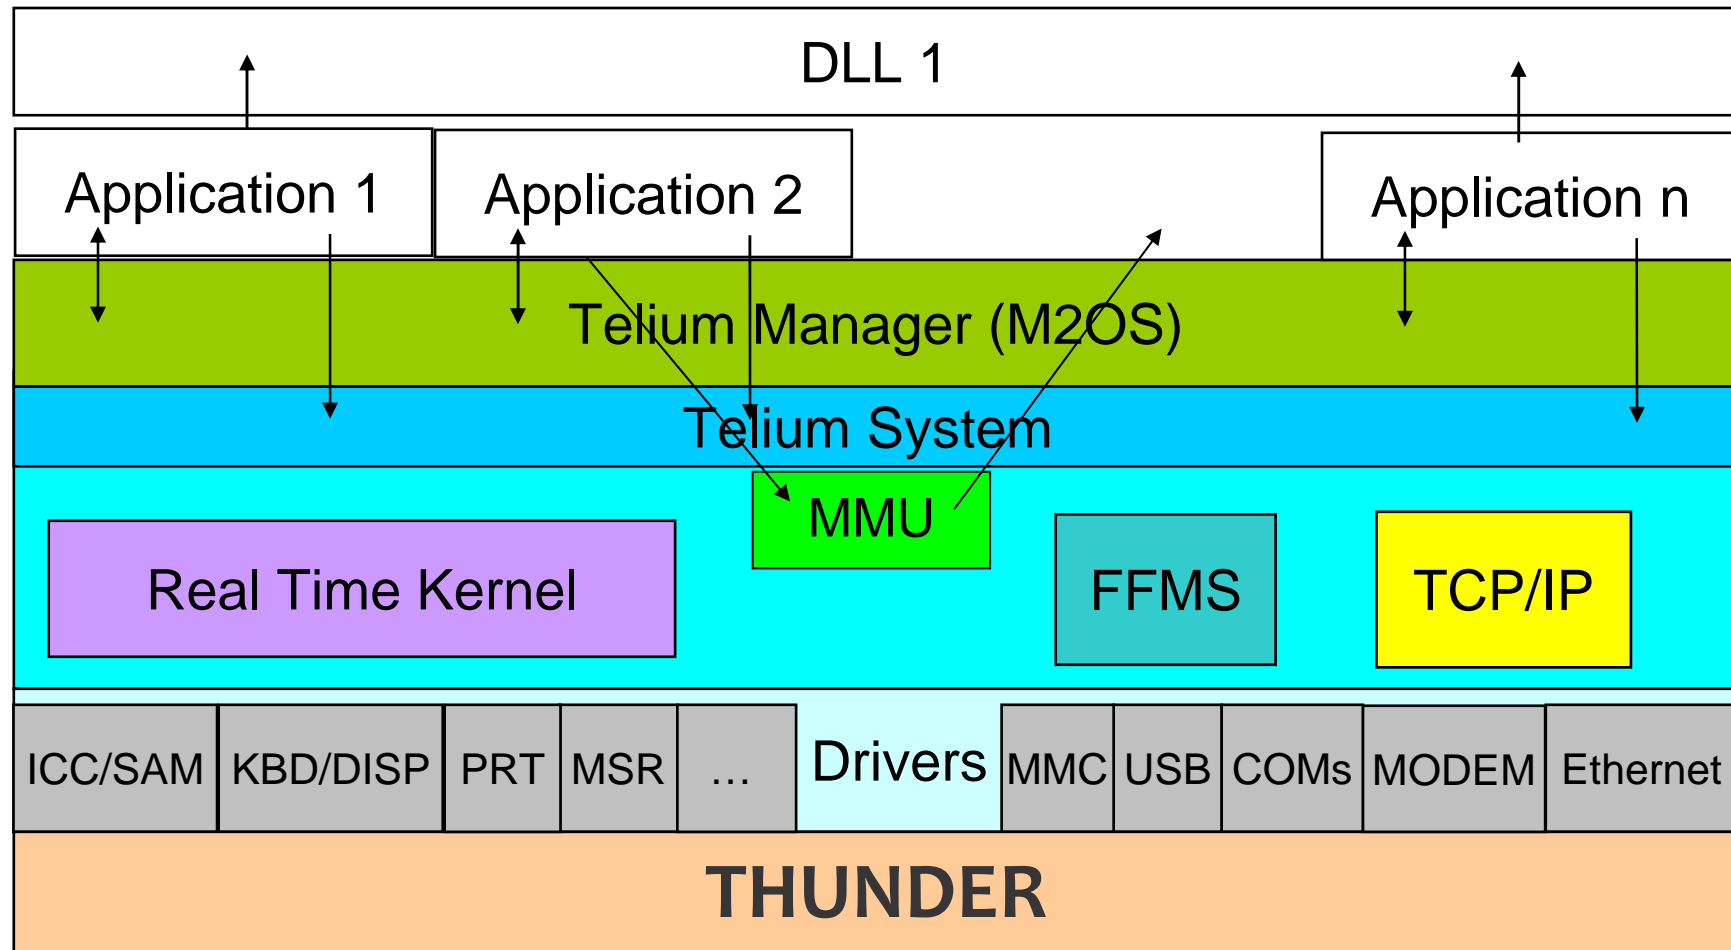 DLL 1
Application 1
Application 2
Application n
Telium Manager (M2OS)
Telium System
MMU
Real Time Kernel
FFMS
TCP/IP
ICC/SAM
KBD/DISP
PRT
MSR
…
Drivers
MMC
USB
COMs
MODEM
Ethernet
THUNDER